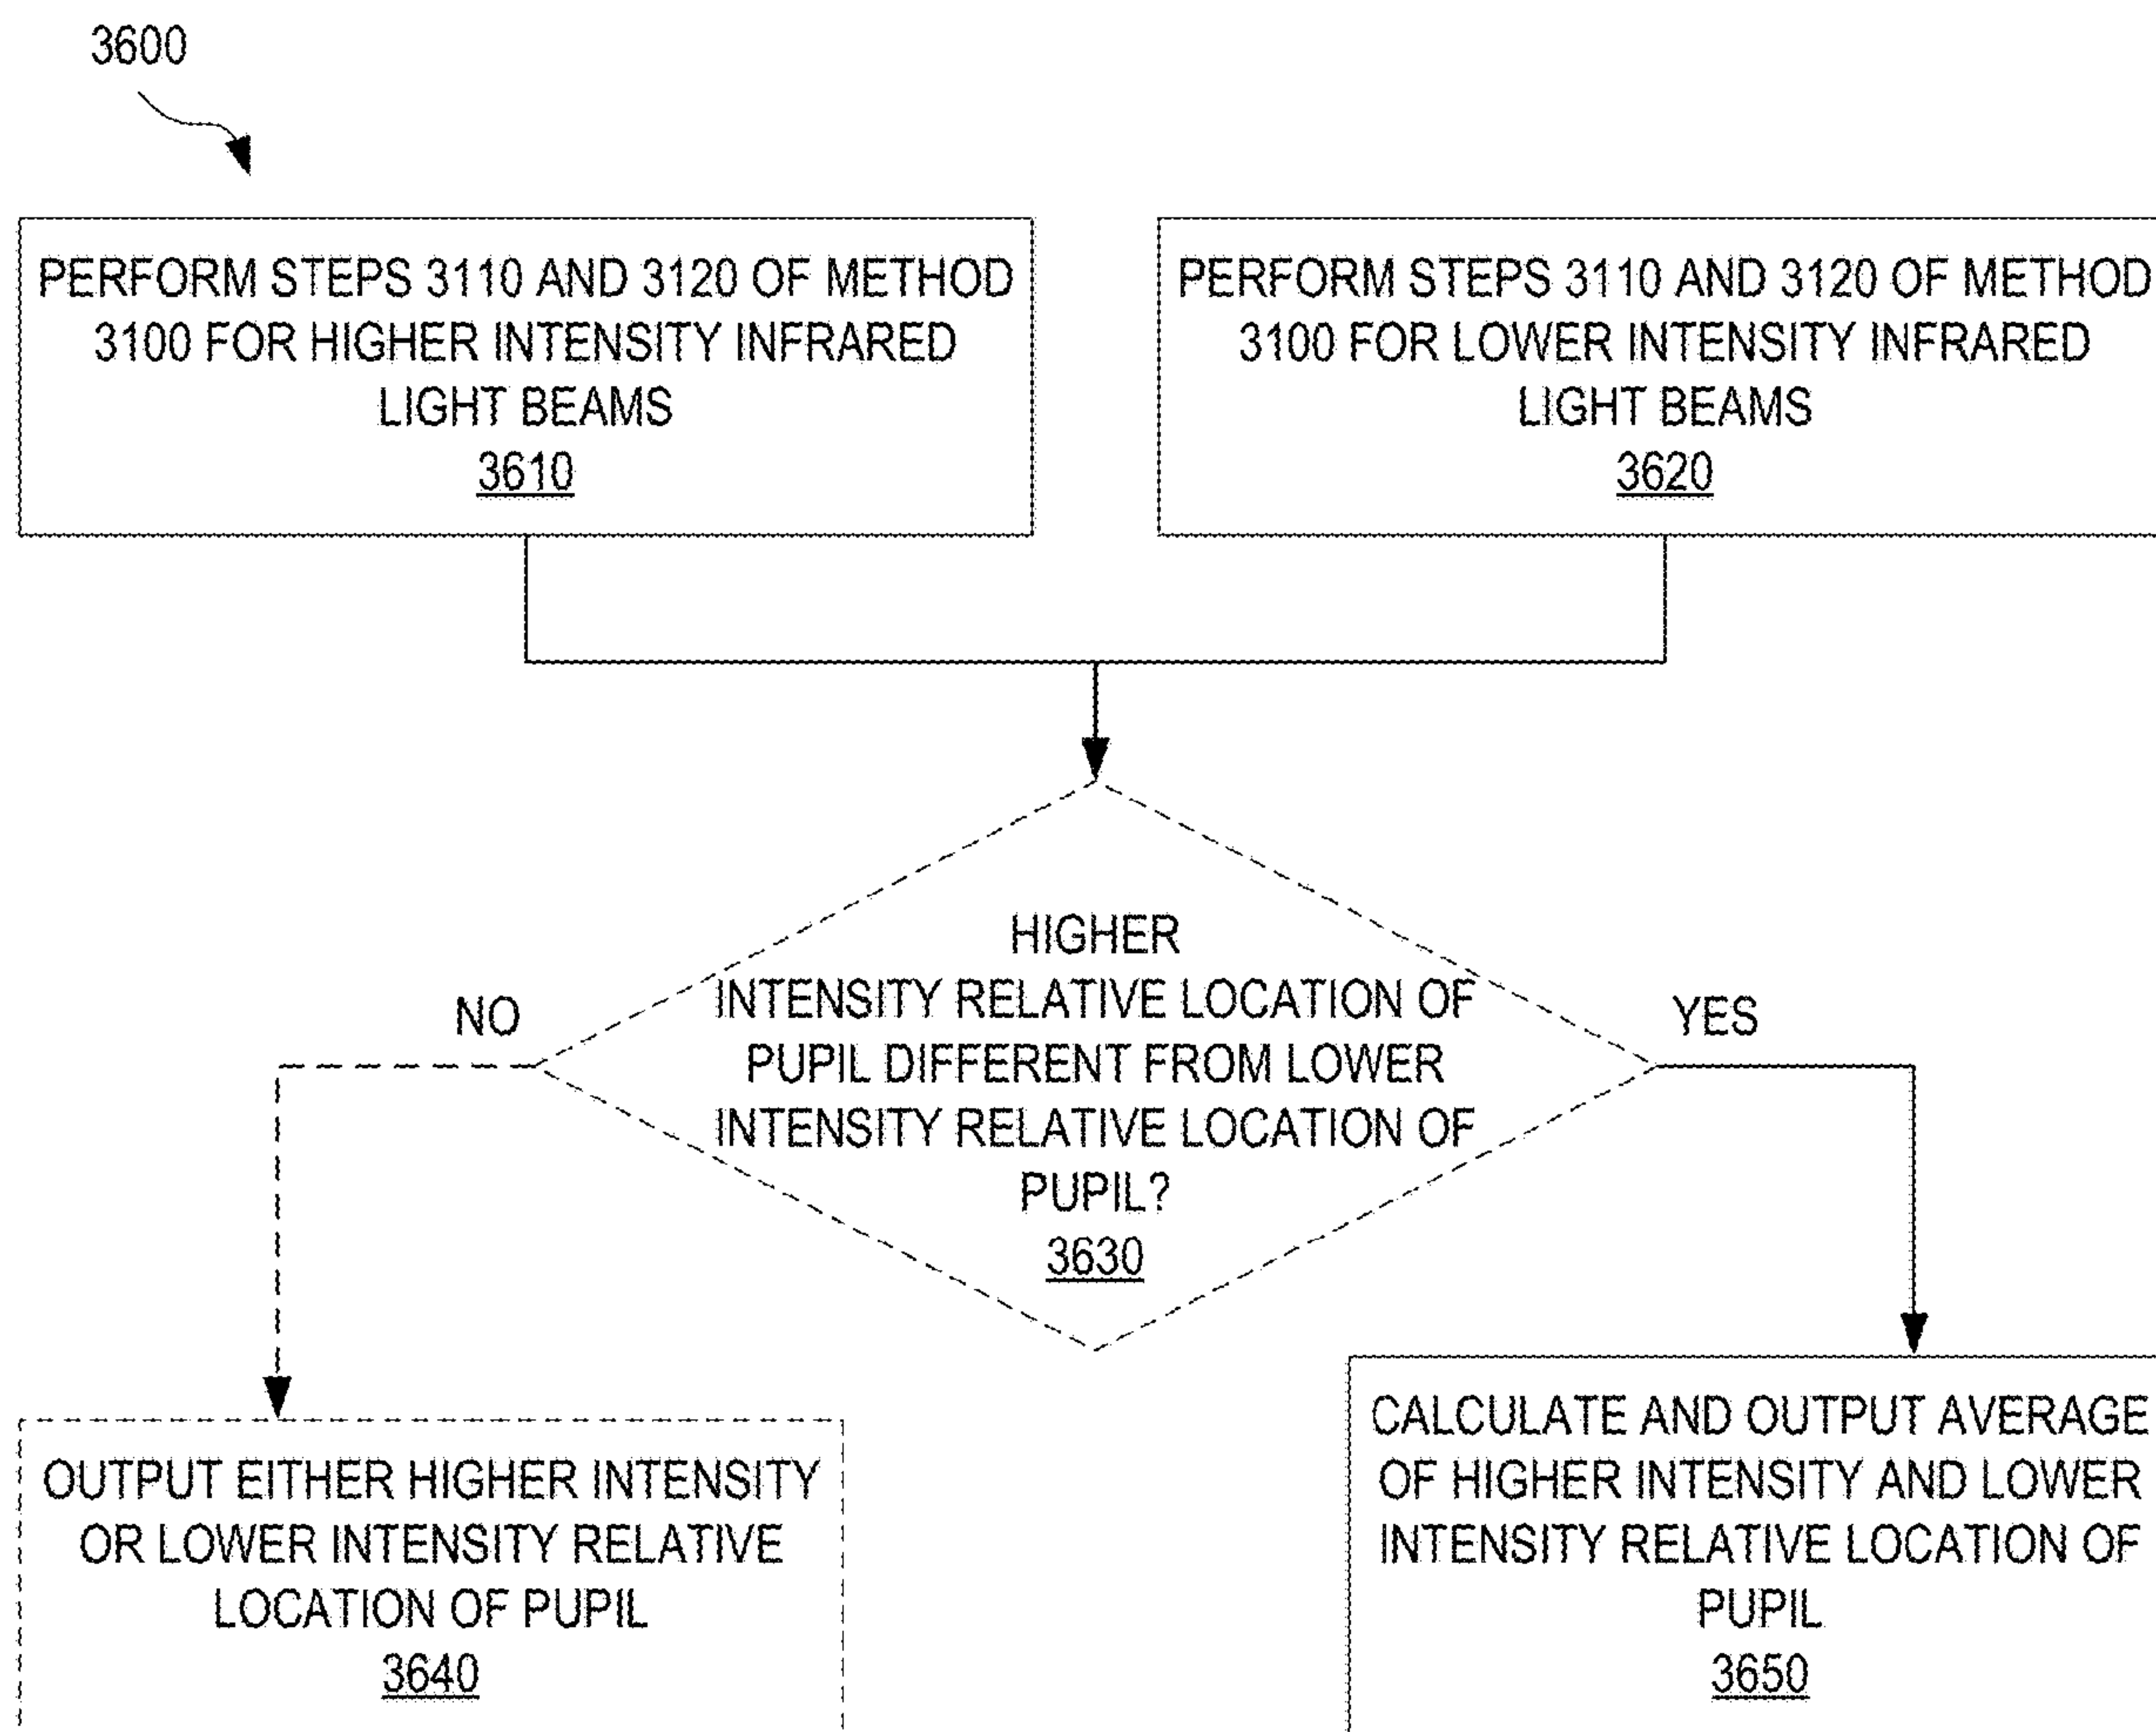 3600
PERFORM STEPS 3110 AND 3120 OF METHOD
3100 FOR HIGHER INTENSITY INFRARED
LIGHT BEAMS
3610
PERFORM STEPS 3110 AND 3120 OF METHOD
3100 FOR LOWER INTENSITY INFRARED
LIGHT BEAMS
3620
HIGHER
INTENSITY RELATIVE LOCATION OF
PUPIL DIFFERENT FROM LOWER
INTENSITY RELATIVE LOCATION OF
PUPIL?
3630
NO
YES
OUTPUT EITHER HIGHER INTENSITY
OR LOWER INTENSITY RELATIVE
LOCATION OF PUPIL
3640
CALCULATE AND OUTPUT AVERAGE
OF HIGHER INTENSITY AND LOWER
INTENSITY RELATIVE LOCATION OF
PUPIL
3650